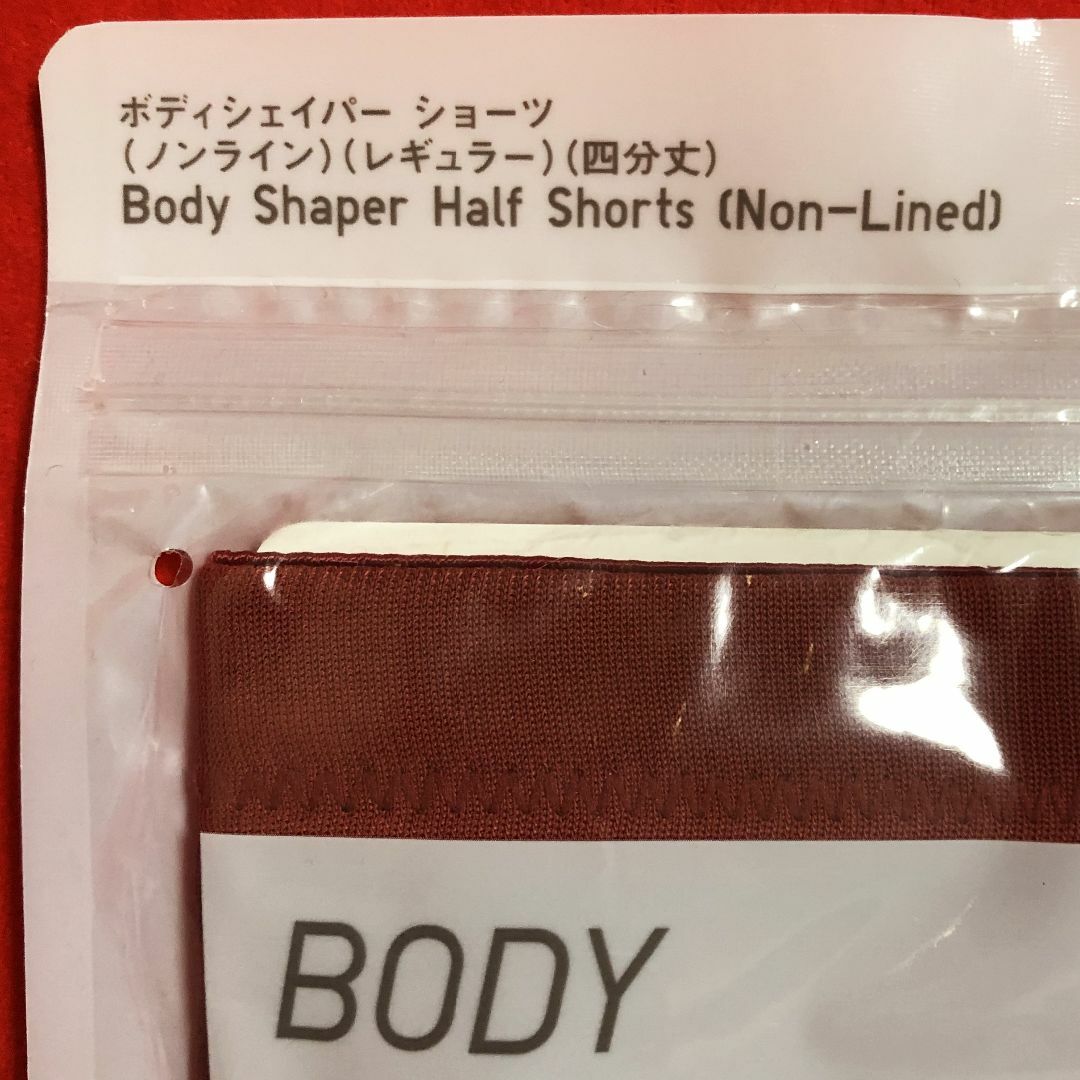 ボディシェイパー ショーツ
(ノンライン)(レギュラー)(四分丈)
Body Shaper Half Shorts (Non-Lined)
BODY